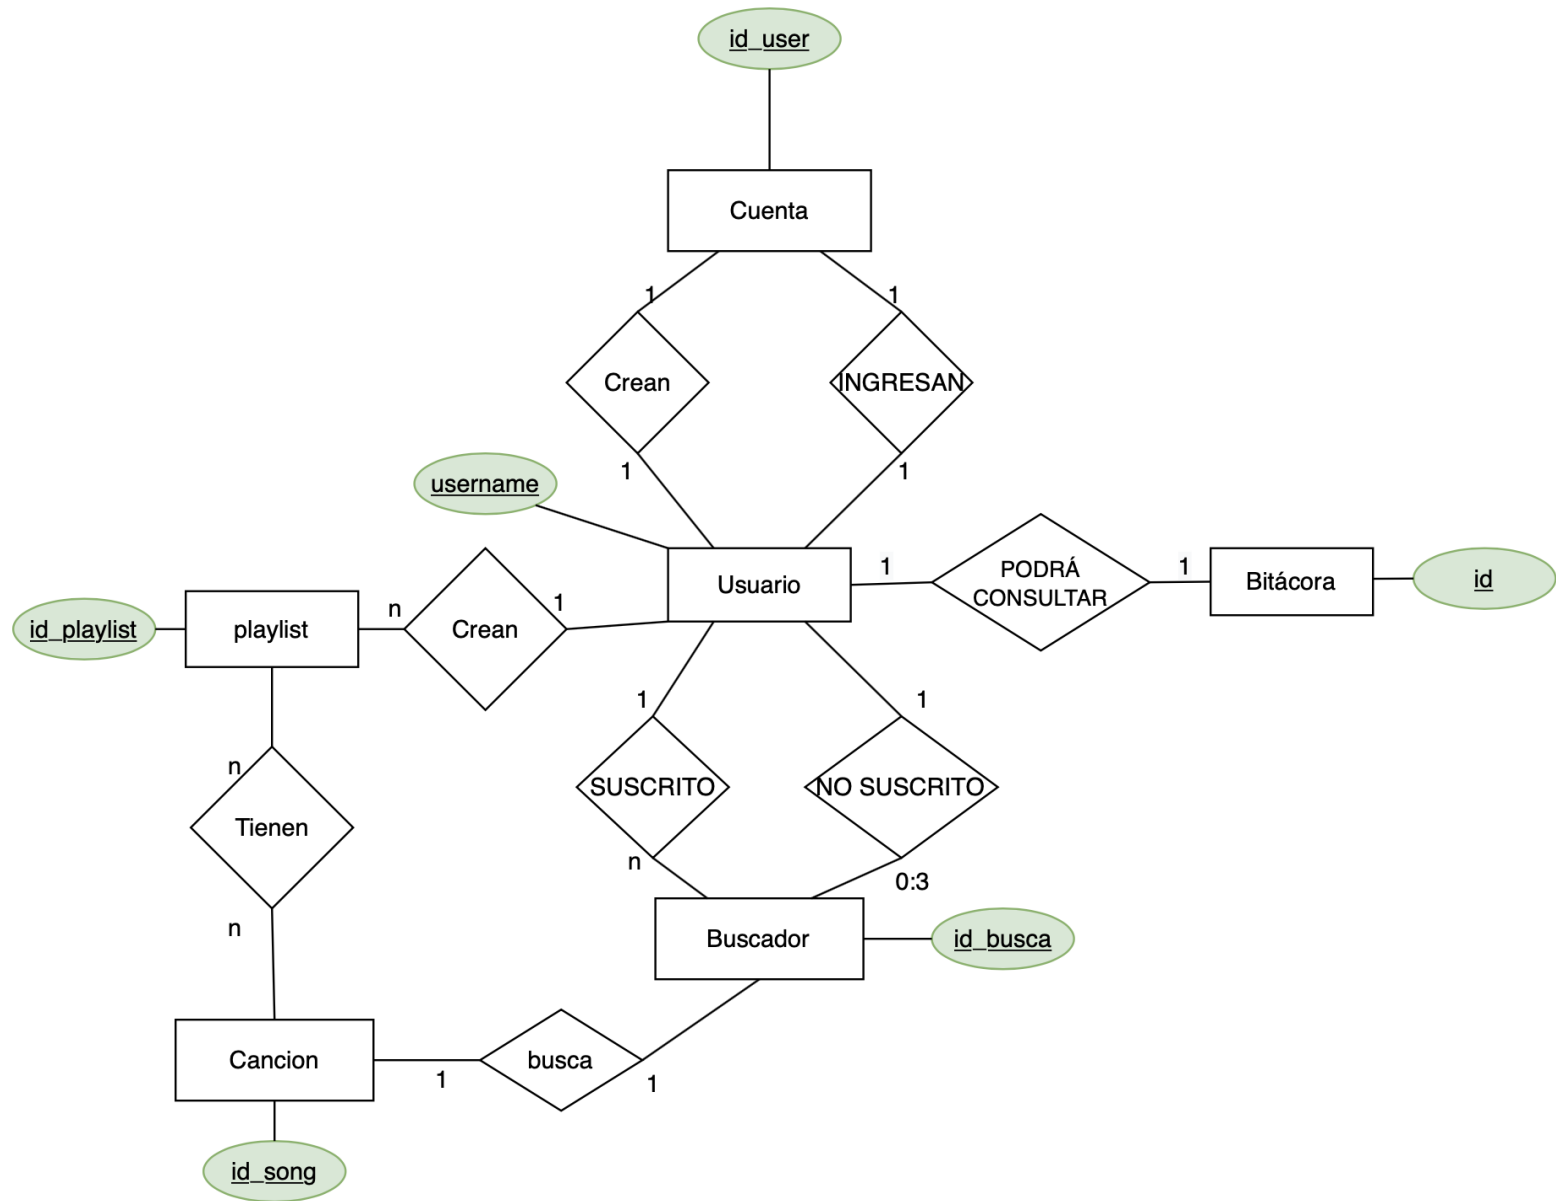 id_user
Cuenta
1
1
Crean
INGRESAN
1
1
username
Usuario
1
PODRÁ
CONSULTAR
1
Bitácora
id
id_playlist
playlist
n
Crean
1
1
1
n
SUSCRITO
NO SUSCRITO
Tienen
n
0:3
n
Buscador
id_busca
Cancion
1
busca
1
id_song